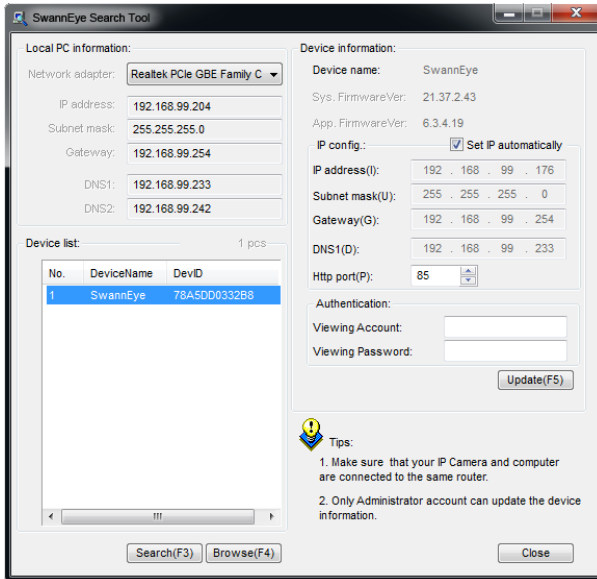 SwannEye Search Tool
Local PC information:
Network adapter: Realtek PCIe GBE Family C
IP address: 192.168.99.204
Subnet mask: 255.255.255.0
Gateway: 192.168.99.254
DNS1: 192.168.99.233
DNS2: 192.168.99.242
Device list: 1 pcs
No. DeviceName DevID
1 SwannEye 78A5DD0332B8
Search(F3) Browse(F4)
Device information:
Device name: SwannEye
Sys. FirmwareVer: 21.37.2.43
App. FirmwareVer: 6.3.4.19
IP config.: Set IP automatically
IP address(I): 192 . 168 . 99 . 176
Subnet mask(U): 255 . 255 . 255 . 0
Gateway(G): 192 . 168 . 99 . 254
DNS1(D): 192 . 168 . 99 . 233
Http port(P): 85
Authentication:
Viewing Account:
Viewing Password:
Update(F5)
Tips:
1. Make sure that your IP Camera and computer
are connected to the same router.
2. Only Administrator account can update the device
information.
Close